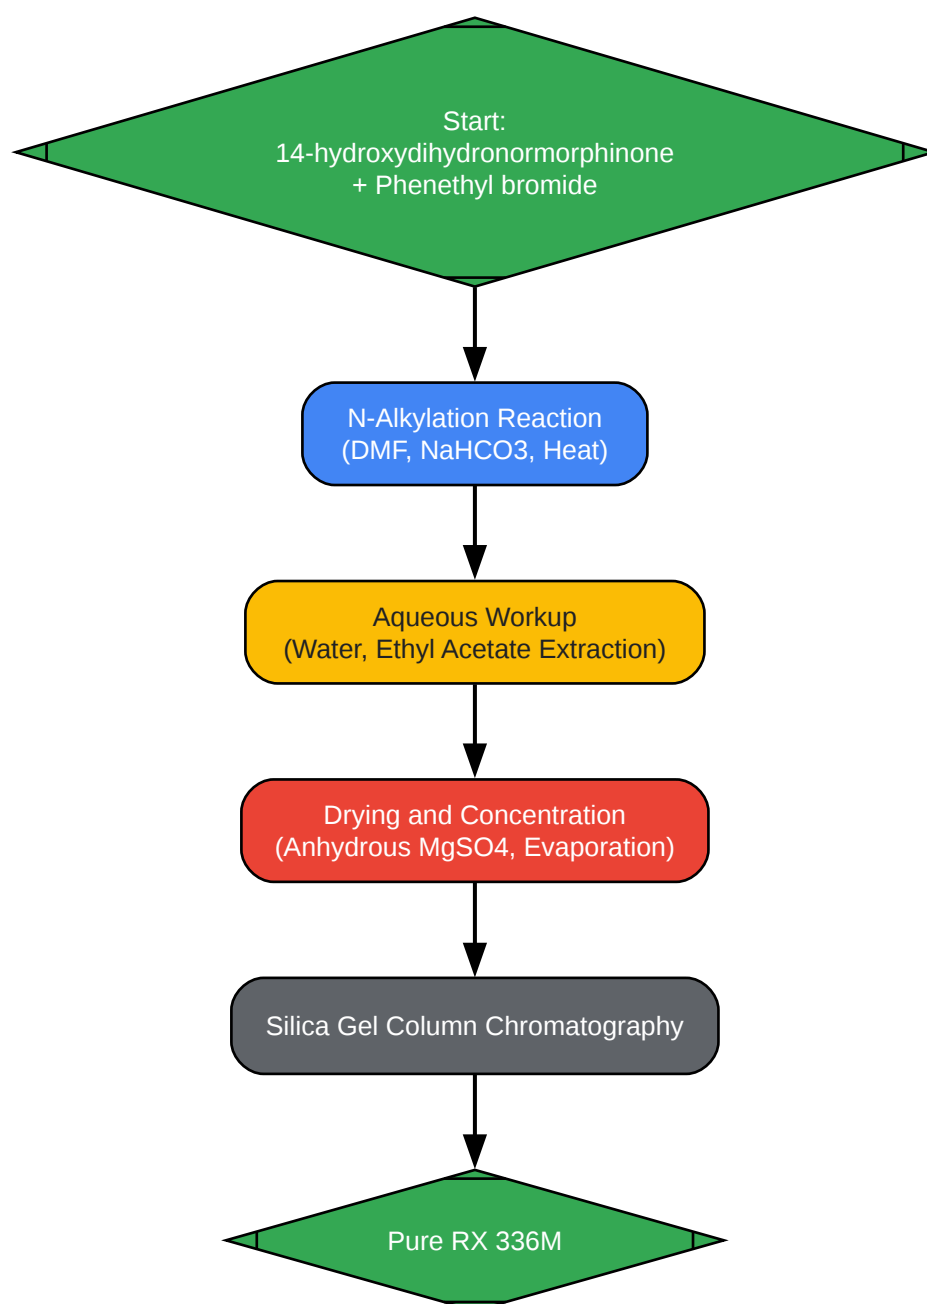 Start:
14-hydroxydihydronormorphinone
+ Phenethyl bromide
N-Alkylation Reaction
(DMF, NaHCO3, Heat)
Aqueous Workup
(Water, Ethyl Acetate Extraction)
Drying and Concentration
(Anhydrous MgSO4, Evaporation)
Silica Gel Column Chromatography
Pure RX 336M